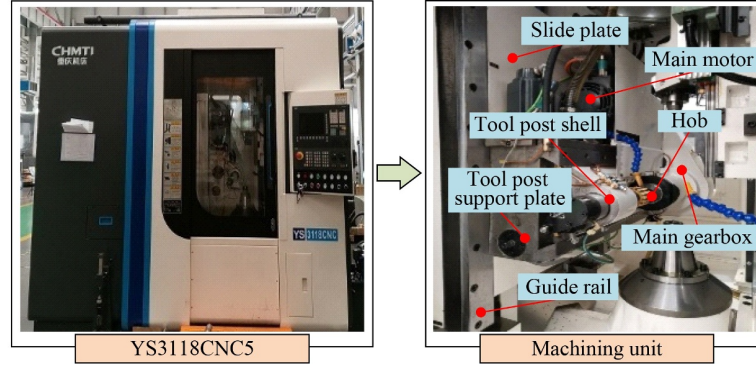 CHMTI
重庆机床
YS3118CNC
YS3118CNC5
Slide plate
Main motor
Tool post shell
Hob
Tool post
support plate
Main gearbox
Guide rail
Machining unit